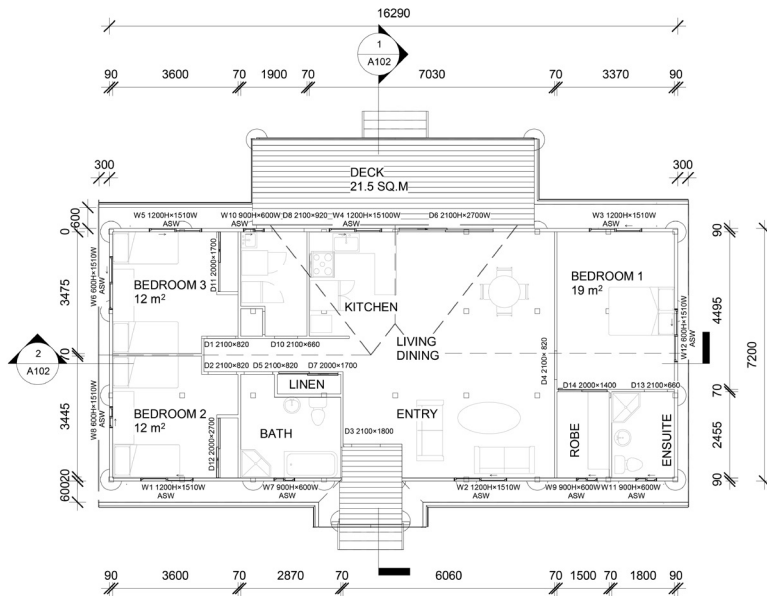 16290
1
A102
90 3600 70 1900 70 7030 70 3370 90
300 300
DECK
21.5 SQ.M
600
W5 1200H×1510W W10 900H×600W D8 2100×920 W4 1200H×15100W D6 2100H×2700W W3 1200H×1510W
ASW ASW ASW ASW
0 90
W6 600H×1510W
ASW
D11 2000×1700
BEDROOM 3
12 m²
BEDROOM 1
19 m²
3475
KITCHEN
4495
W12 600H×1510W
ASW
LIVING
DINING
D1 2100×820 D10 2100×660
2
A102
70
7200
D2 2100×820 D5 2100×820 D7 2000×1700
D4 2100× 820
LINEN
D14 2000×1400 D13 2100×660
70
W8 600H×1510W
ASW
3445
BEDROOM 2
12 m²
BATH
ENTRY
D3 2100×1800
D12 2000×2700
ROBE
ENSUITE
2455
20
600
W1 1200H×1510W W7 900H×600W W2 1200H×1510W W9 900H×600W W11 900H×600W
ASW ASW ASW ASW ASW
90
90 3600 70 2870 70 6060 70 1500 70 1800 90